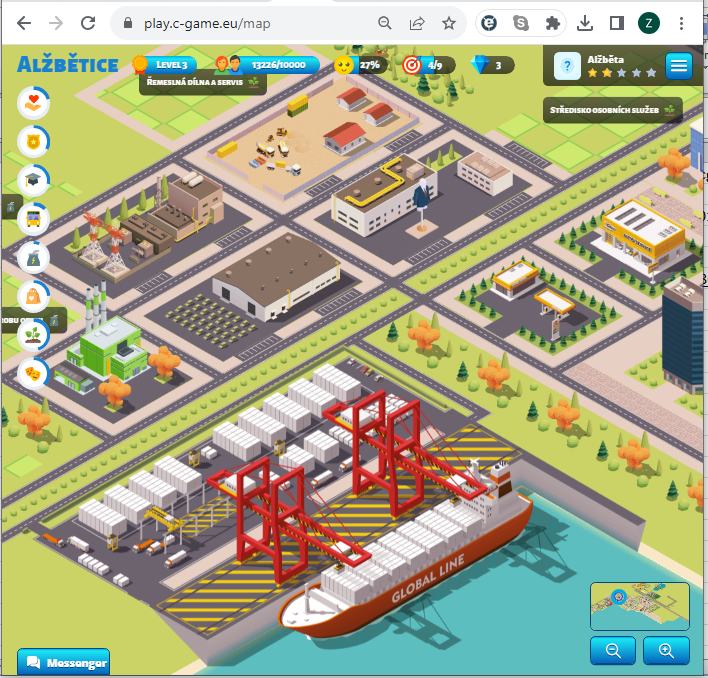 play.c-game.eu/map
Z
ALŽBĚTICE
LEVEL 3
13226/10000
27%
4/9
3
Alžběta
?
ŘEMESLNÁ DÍLNA A SERVIS
STŘEDISKO OSOBNÍCH SLUŽEB
GLOBAL LINE
Messenger